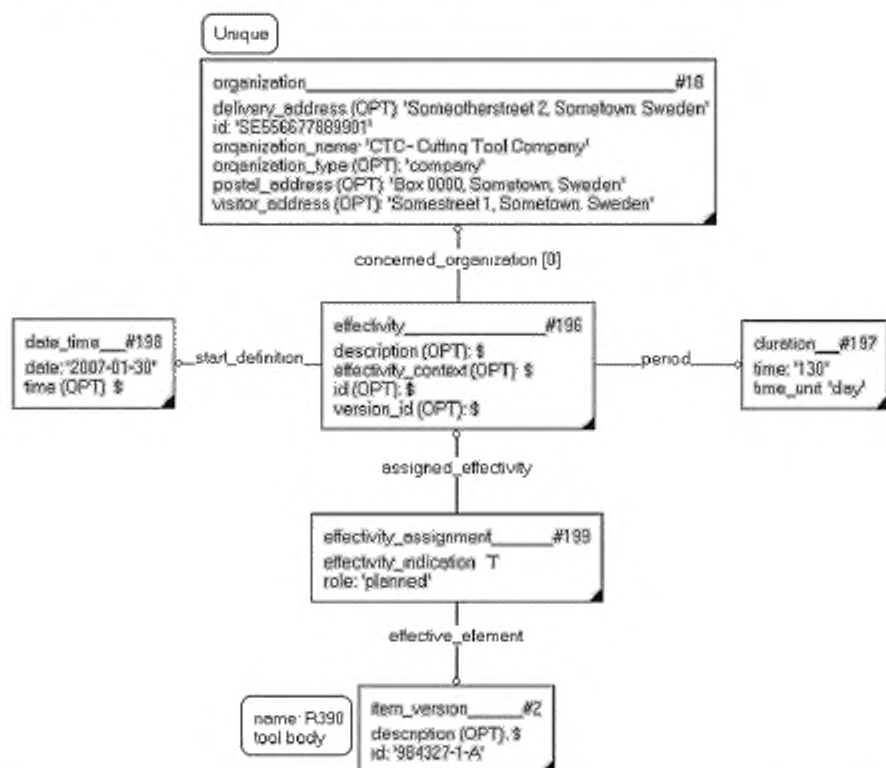 Unique
organization #18
delivery_address (OPT): 'Someotherstreet 2, Sometown. Sweden'
id: 'SE556677889901'
organization_name: 'CTC - Cutting Tool Company'
organization_type (OPT): 'company'
postal_address (OPT): 'Box 0000, Sometown, Sweden'
visitor_address (OPT): 'Somestreet 1, Sometown. Sweden'
concerned_organization [0]
date_time #198
date: '2007-01-30'
time (OPT): $
start_definition
effectivity #196
description (OPT): $
effectivity_context (OPT): $
id (OPT): $
version_id (OPT): $
period
duration #197
time: '130'
time_unit 'day'
assigned_effectivity
effectivity_assignment #199
effectivity_indication 'T'
role: 'planned'
effective_element
name: R390
tool body
item_version #2
description (OPT): $
id: '984327-1-A'